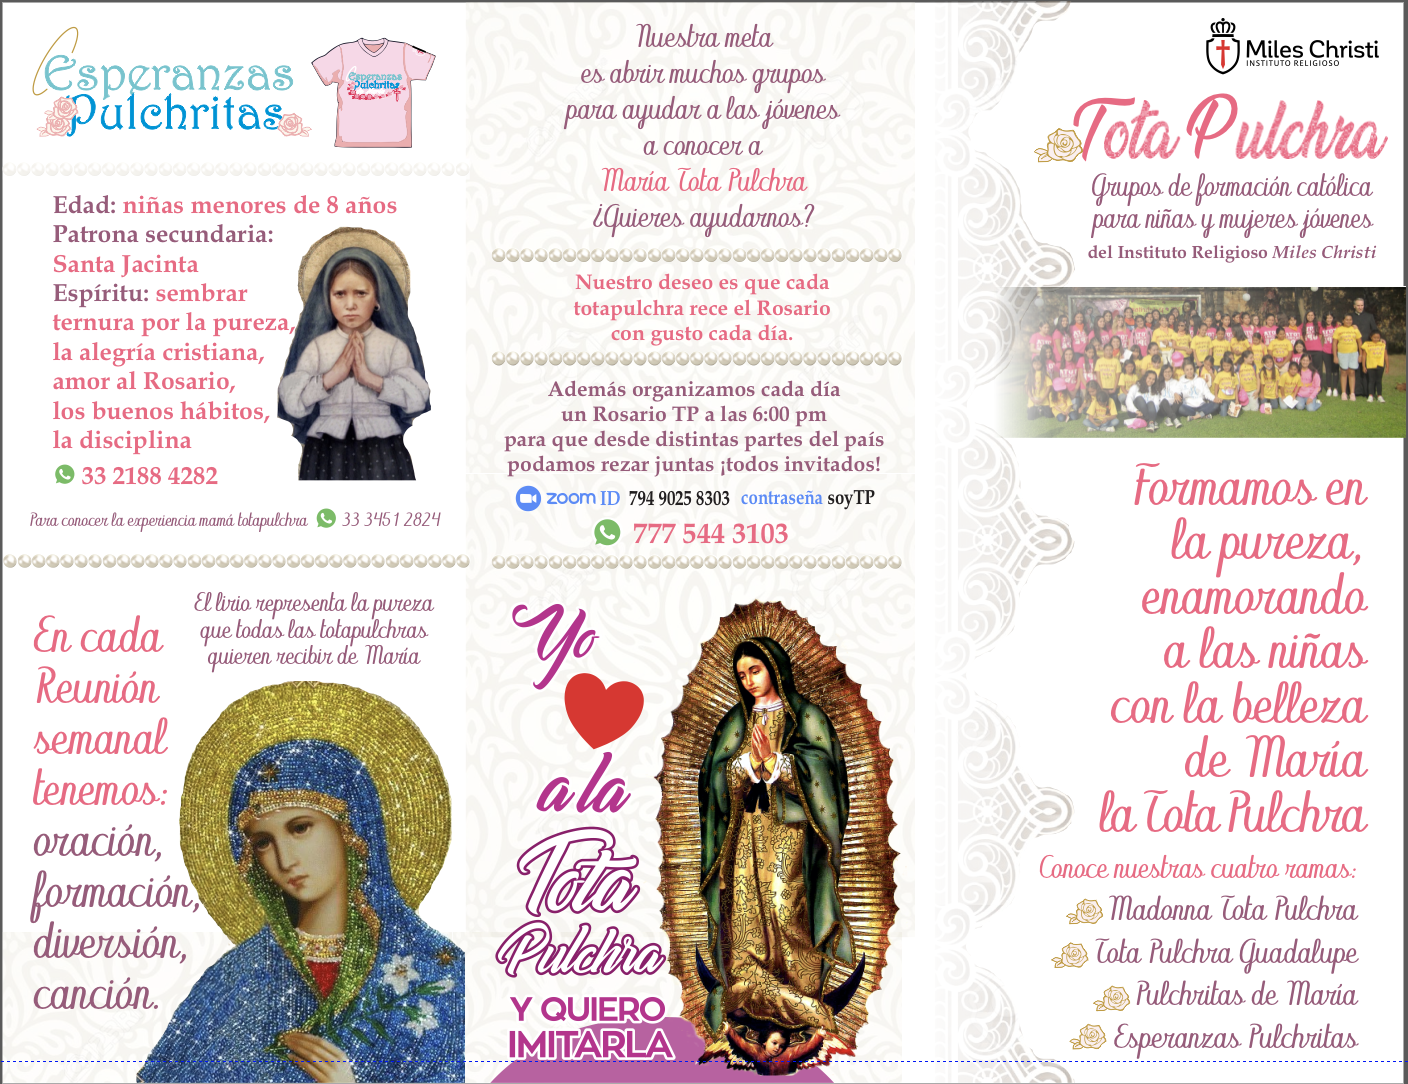 Esperanzas
Pulchritas
Esperanzas
Pulchritas
Edad: niñas menores de 8 años
Patrona secundaria:
Santa Jacinta
Espíritu: sembrar
ternura por la pureza,
la alegría cristiana,
amor al Rosario,
los buenos hábitos,
la disciplina
33 2188 4282
Para conocer la experiencia mamá totapulchra 33 3451 2824
El lirio representa la pureza
que todas las totapulchras
quieren recibir de María
En cada
Reunión
semanal
tenemos:
oración,
formación,
diversión,
canción.
Nuestra meta
es abrir muchos grupos
para ayudar a las jóvenes
a conocer a
María Tota Pulchra
¿Quieres ayudarnos?
Nuestro deseo es que cada
totapulchra rece el Rosario
con gusto cada día.
Además organizamos cada día
un Rosario TP a las 6:00 pm
para que desde distintas partes del país
podamos rezar juntas ¡todos invitados!
zoom ID 794 9025 8303 contraseña soyTP
777 544 3103
Yo
a la
Tota
Pulchra
Y QUIERO
IMITARLA
Miles Christi
INSTITUTO RELIGIOSO
Tota Pulchra
Grupos de formación católica
para niñas y mujeres jóvenes
del Instituto Religioso Miles Christi
Formamos en
la pureza,
enamorando
a las niñas
con la belleza
de María
la Tota Pulchra
Conoce nuestras cuatro ramas:
Madonna Tota Pulchra
Tota Pulchra Guadalupe
Pulchritas de María
Esperanzas Pulchritas